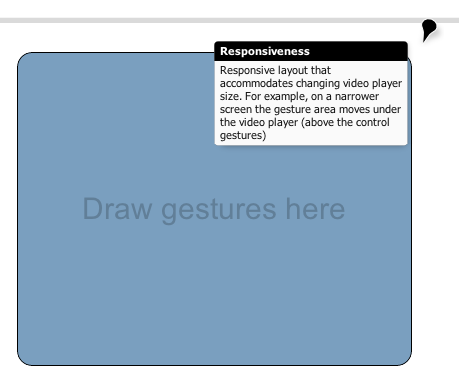 Responsiveness
Responsive layout that
accommodates changing video player
size. For example, on a narrower
screen the gesture area moves under
the video player (above the control
gestures)
Draw gestures here